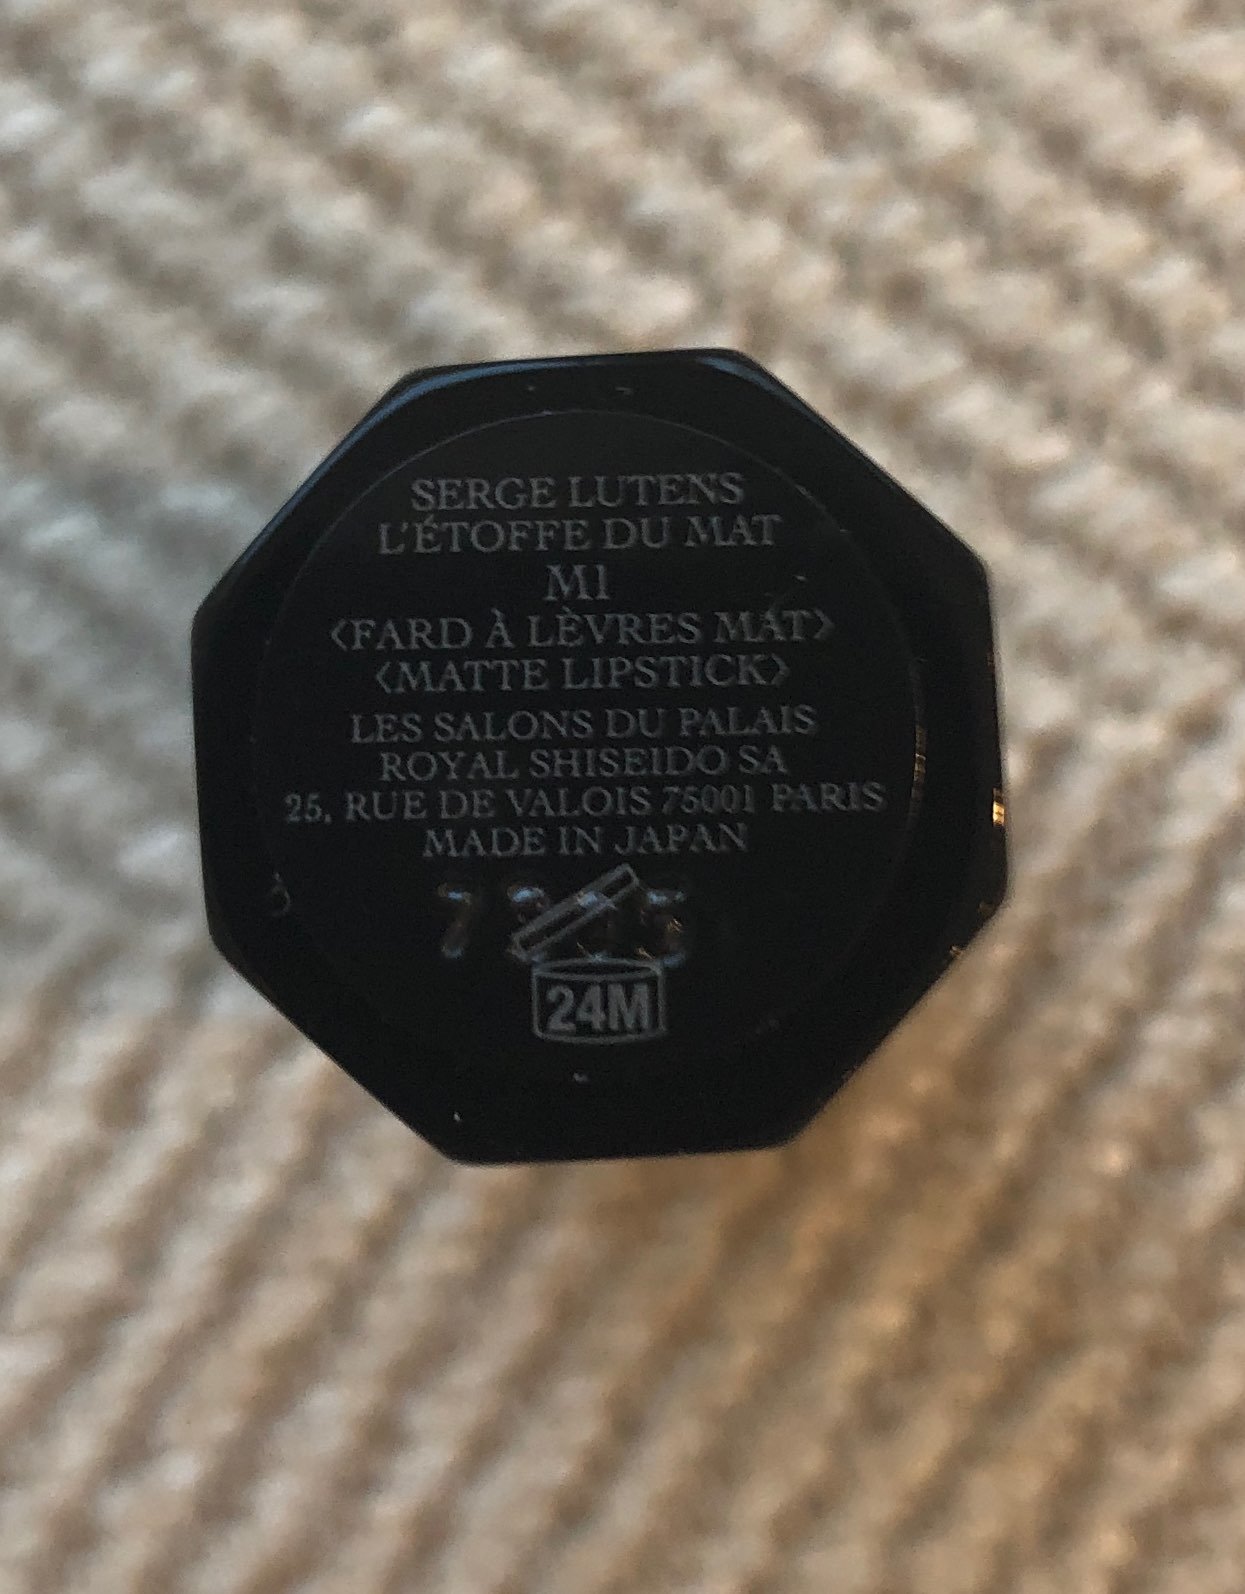 SERGE LUTENS
L'ÉTOFFE DU MAT
M1
<FARD À LÈVRES MAT>
<MATTE LIPSTICK>
LES SALONS DU PALAIS
ROYAL SHISEIDO SA
25, RUE DE VALOIS 75001 PARIS
MADE IN JAPAN
24M